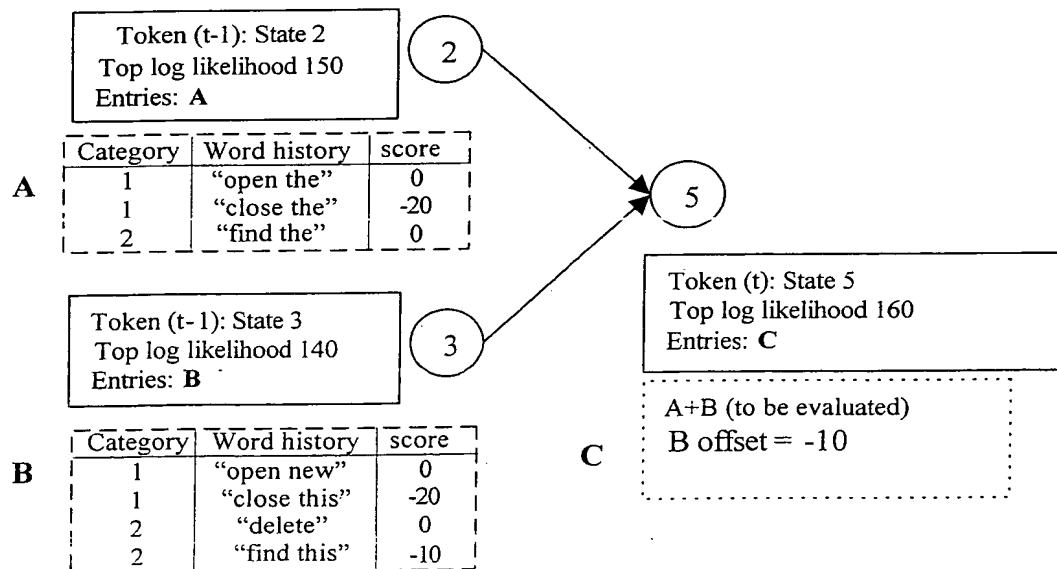 Token (t-1): State 2
Top log likelihood 150
Entries: A
2
Category Word history score
1 “open the” 0
1 “close the” -20
2 “find the” 0
A
5
Token (t): State 5
Top log likelihood 160
Entries: C
Token (t-1): State 3
Top log likelihood 140
Entries: B
3
A+B (to be evaluated)
B offset = -10
C
Category Word history score
1 “open new” 0
1 “close this” -20
2 “delete” 0
2 “find this” -10
B